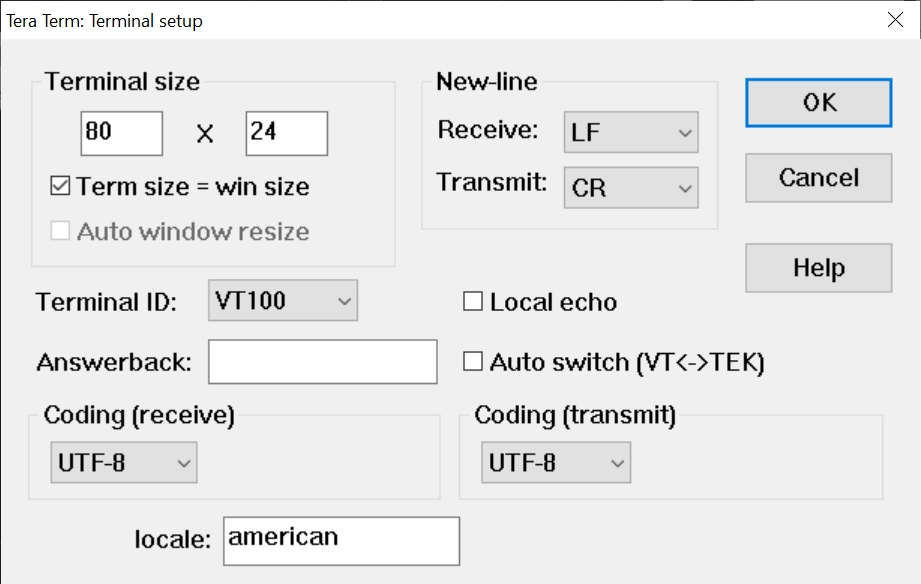 Tera Term: Terminal setup
Terminal size
80 X 24
Term size = win size
Auto window resize
New-line
Receive: LF
Transmit: CR
OK
Cancel
Help
Terminal ID: VT100
Local echo
Answerback:
Auto switch (VT<->TEK)
Coding (receive)
UTF-8
Coding (transmit)
UTF-8
locale: american